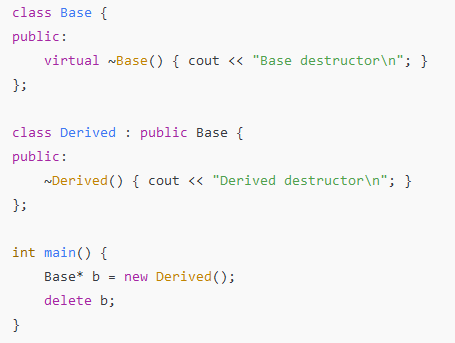 class Base {
public:
    virtual ~Base() { cout << "Base destructor\n"; }
};

class Derived : public Base {
public:
    ~Derived() { cout << "Derived destructor\n"; }
};

int main() {
    Base* b = new Derived();
    delete b;
}